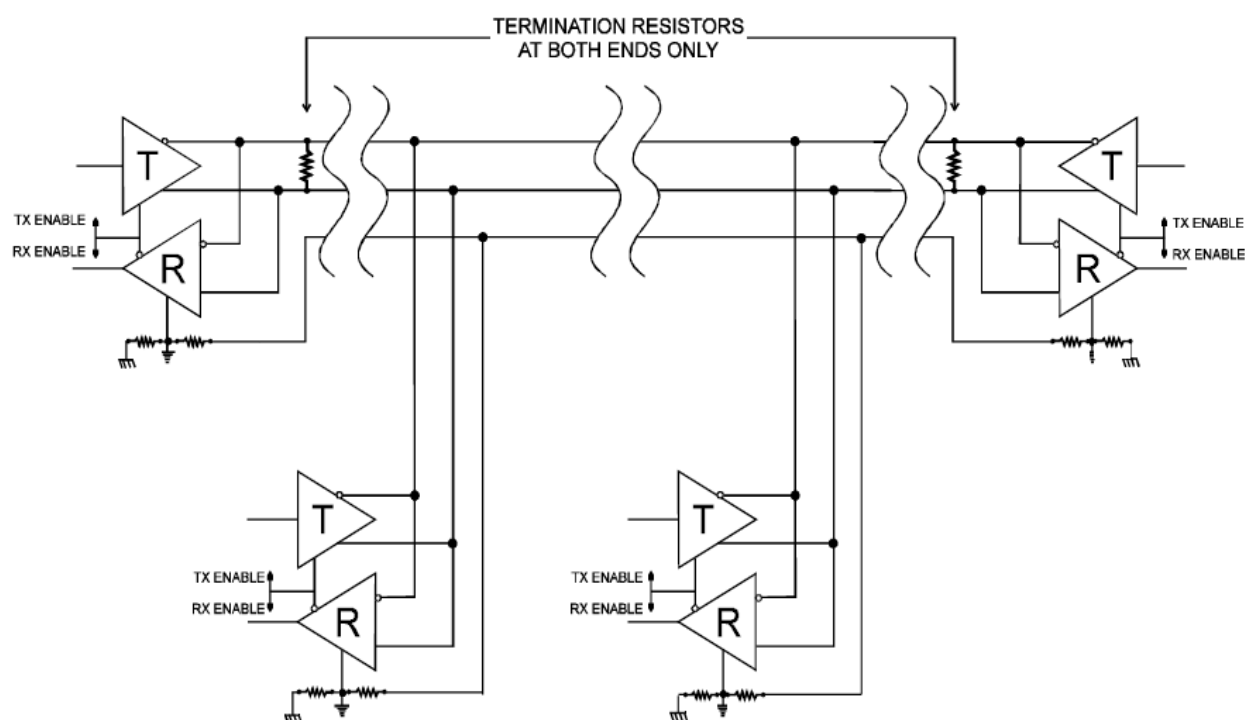 TERMINATION RESISTORS
AT BOTH ENDS ONLY
T
T
TX ENABLE
RX ENABLE
TX ENABLE
RX ENABLE
R
R
T
T
TX ENABLE
RX ENABLE
TX ENABLE
RX ENABLE
R
R